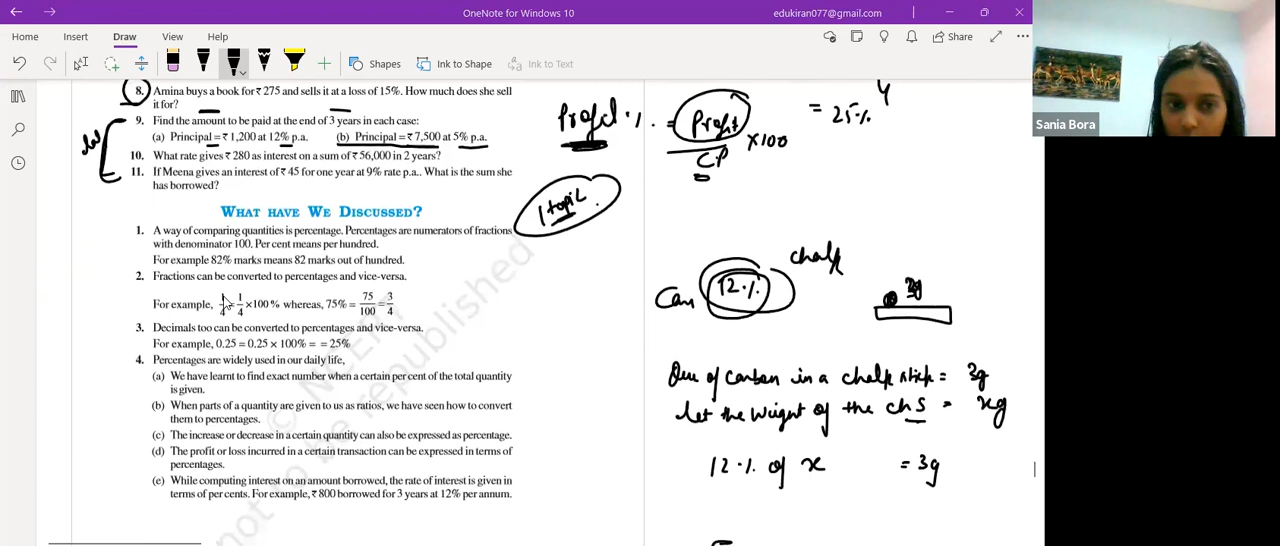 OneNote for Windows 10
edukiran077@gmail.com
Home Insert Draw View Help
Share
Shapes
Ink to Shape
Ink to Text
Sania Bora
8. Amina buys a book for ₹ 275 and sells it at a loss of 15%. How much does she sell
it for?
9. Find the amount to be paid at the end of 3 years in each case:
(a) Principal = ₹ 1,200 at 12% p.a. (b) Principal = ₹ 7,500 at 5% p.a.
10. What rate gives ₹ 280 as interest on a sum of ₹ 56,000 in 2 years?
11. If Meena gives an interest of ₹ 45 for one year at 9% rate p.a.. What is the sum she
has borrowed?
WHAT HAVE WE DISCUSSED?
1. A way of comparing quantities is percentage. Percentages are numerators of fractions
with denominator 100. Per cent means per hundred.
For example 82% marks means 82 marks out of hundred.
2. Fractions can be converted to percentages and vice-versa.
For example, 1/4 = 1/4 ×100 % whereas, 75% = 75/100 = 3/4
3. Decimals too can be converted to percentages and vice-versa.
For example, 0.25 = 0.25 × 100% = = 25%
4. Percentages are widely used in our daily life,
(a) We have learnt to find exact number when a certain per cent of the total quantity
is given.
(b) When parts of a quantity are given to us as ratios, we have seen how to convert
them to percentages.
(c) The increase or decrease in a certain quantity can also be expressed as percentage.
(d) The profit or loss incurred in a certain transaction can be expressed in terms of
percentages.
(e) While computing interest on an amount borrowed, the rate of interest is given in
terms of per cents. For example, ₹ 800 borrowed for 3 years at 12% per annum.
not to be republished
1 topic
Profit % = Profit/CP ×100
= 25%
4
chalk
Can 12%
3g
of carbon in a chalk stick = 3g
let the weight of the ch S = xg
12% of x = 3g